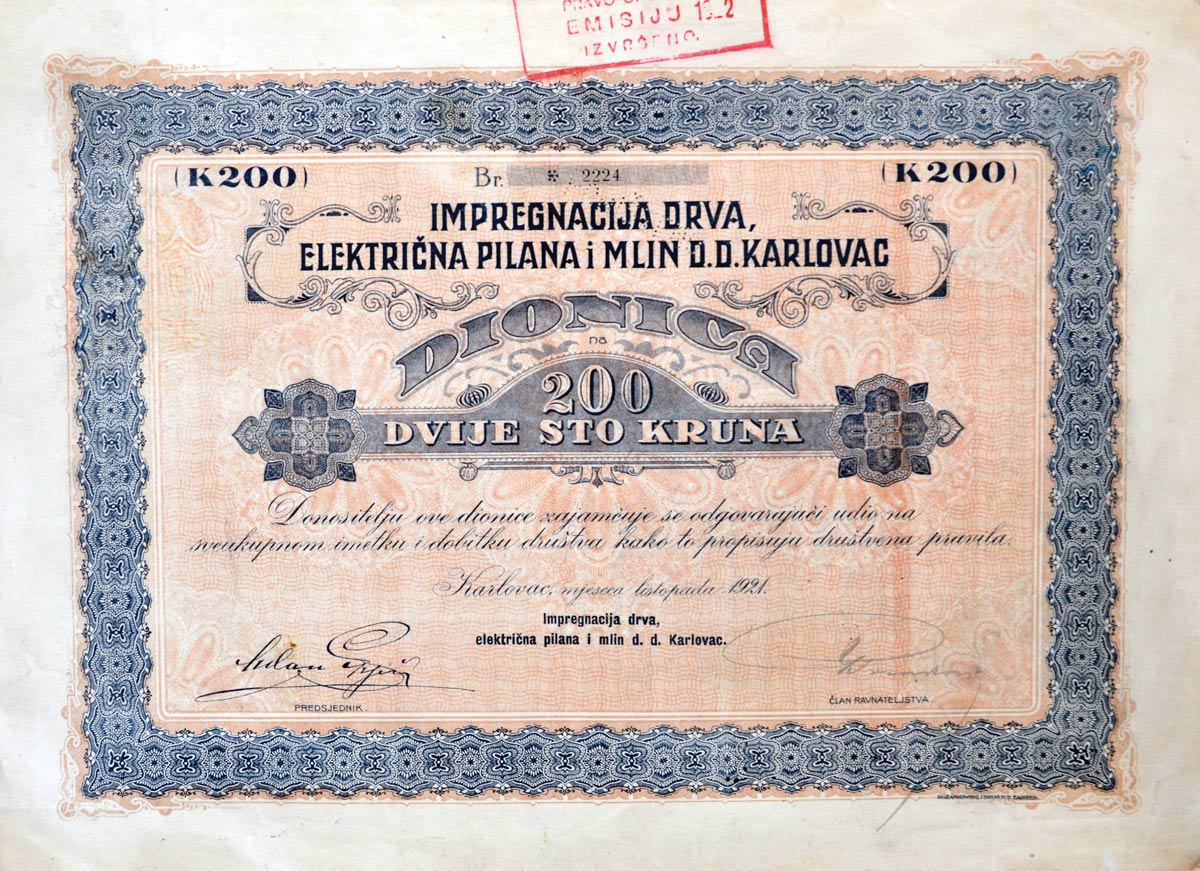 EMISIJU 19 2
IZVRŠENO.
(K200)
Br. * 2224
(K200)
IMPREGNACIJA DRVA,
ELEKTRIČNA PILANA i MLIN D.D. KARLOVAC
DIONICA
na
200
DVIJE STO KRUNA
Donositelju ove dionice zajamčuje se odgovarajući udio na
sveukupnom imetku i dobitku društva kako to propisuju društvena pravila.
Karlovac, mjeseca listopada 1921.
Impregnacija drva,
električna pilana i mlin d. d. Karlovac.
PREDSJEDNIK.
ČLAN RAVNATELJSTVA.